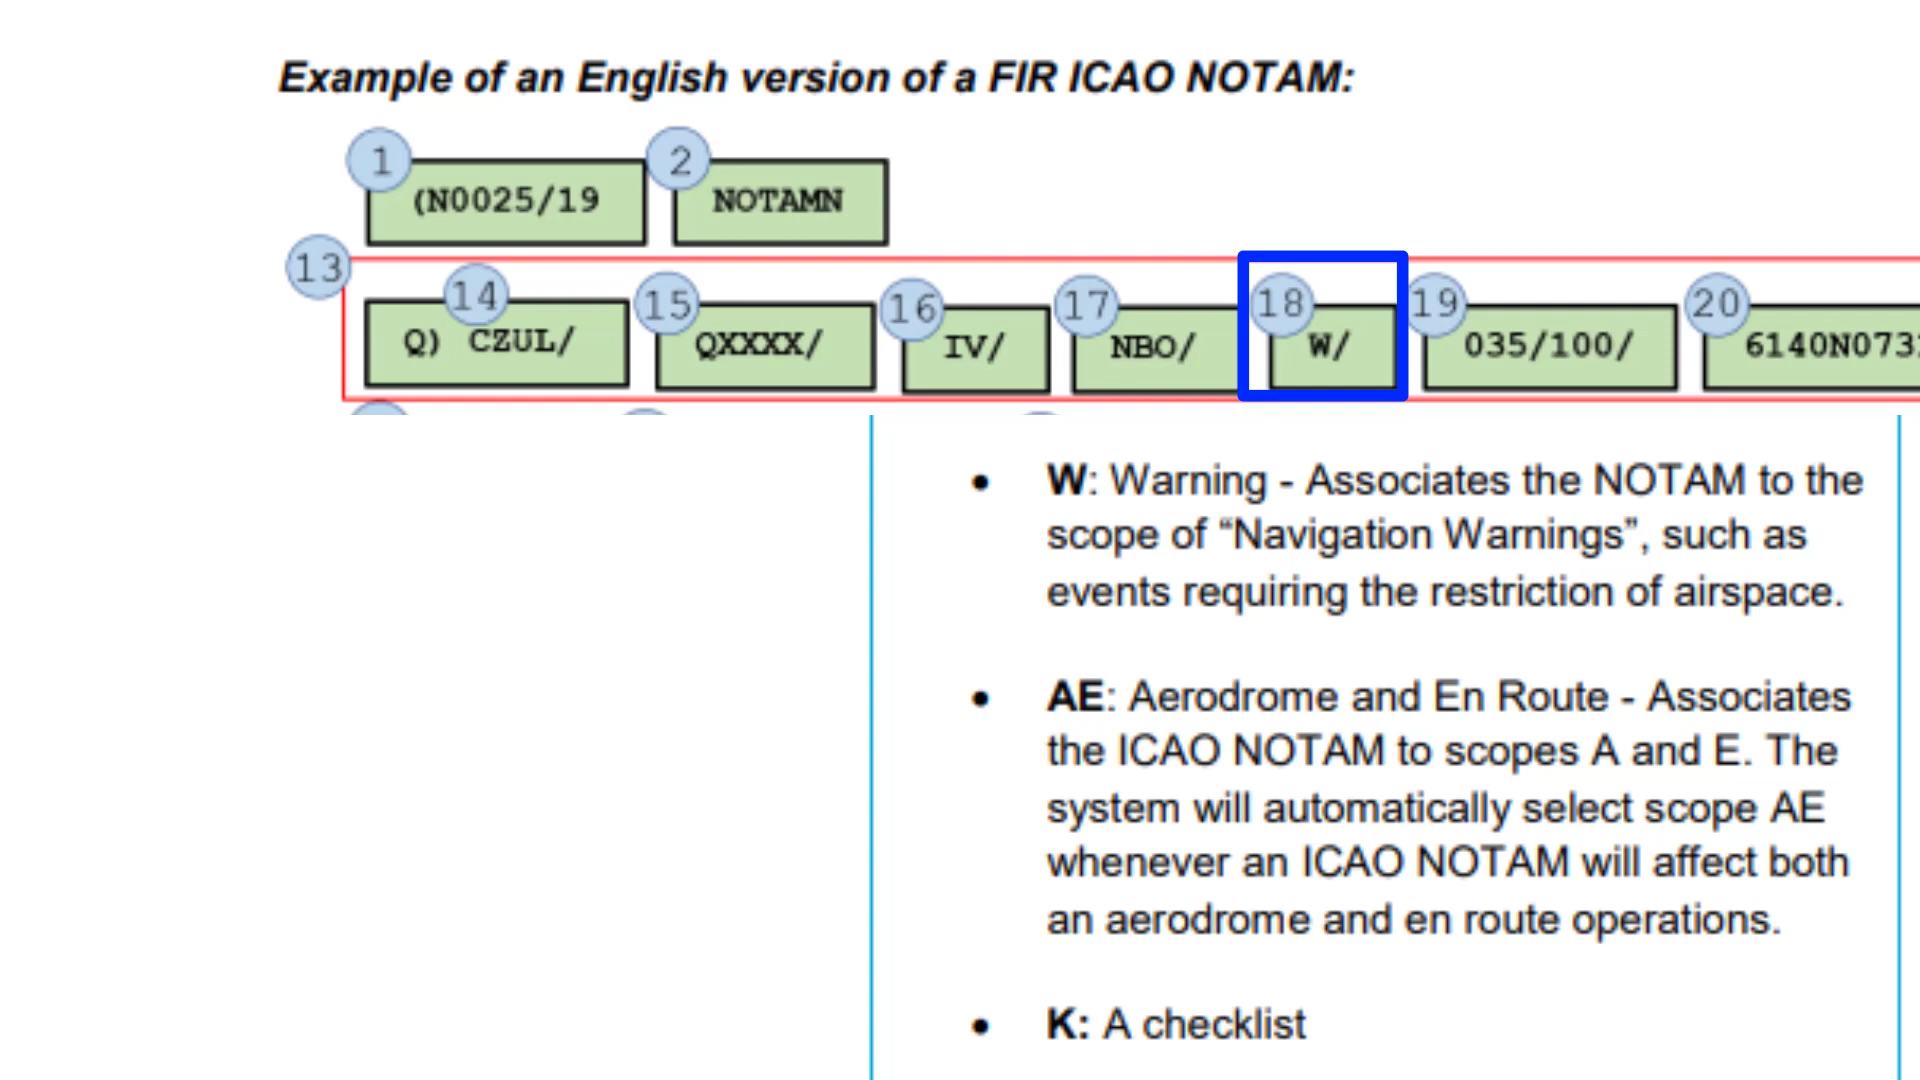 Example of an English version of a FIR ICAO NOTAM:
1 (N0025/19 2 NOTAMN
13 Q) 14 CZUL/ 15 QXXXX/ 16 IV/ 17 NBO/ 18 W/ 19 035/100/ 20 6140N073
• W: Warning - Associates the NOTAM to the
scope of “Navigation Warnings”, such as
events requiring the restriction of airspace.
• AE: Aerodrome and En Route - Associates
the ICAO NOTAM to scopes A and E. The
system will automatically select scope AE
whenever an ICAO NOTAM will affect both
an aerodrome and en route operations.
• K: A checklist